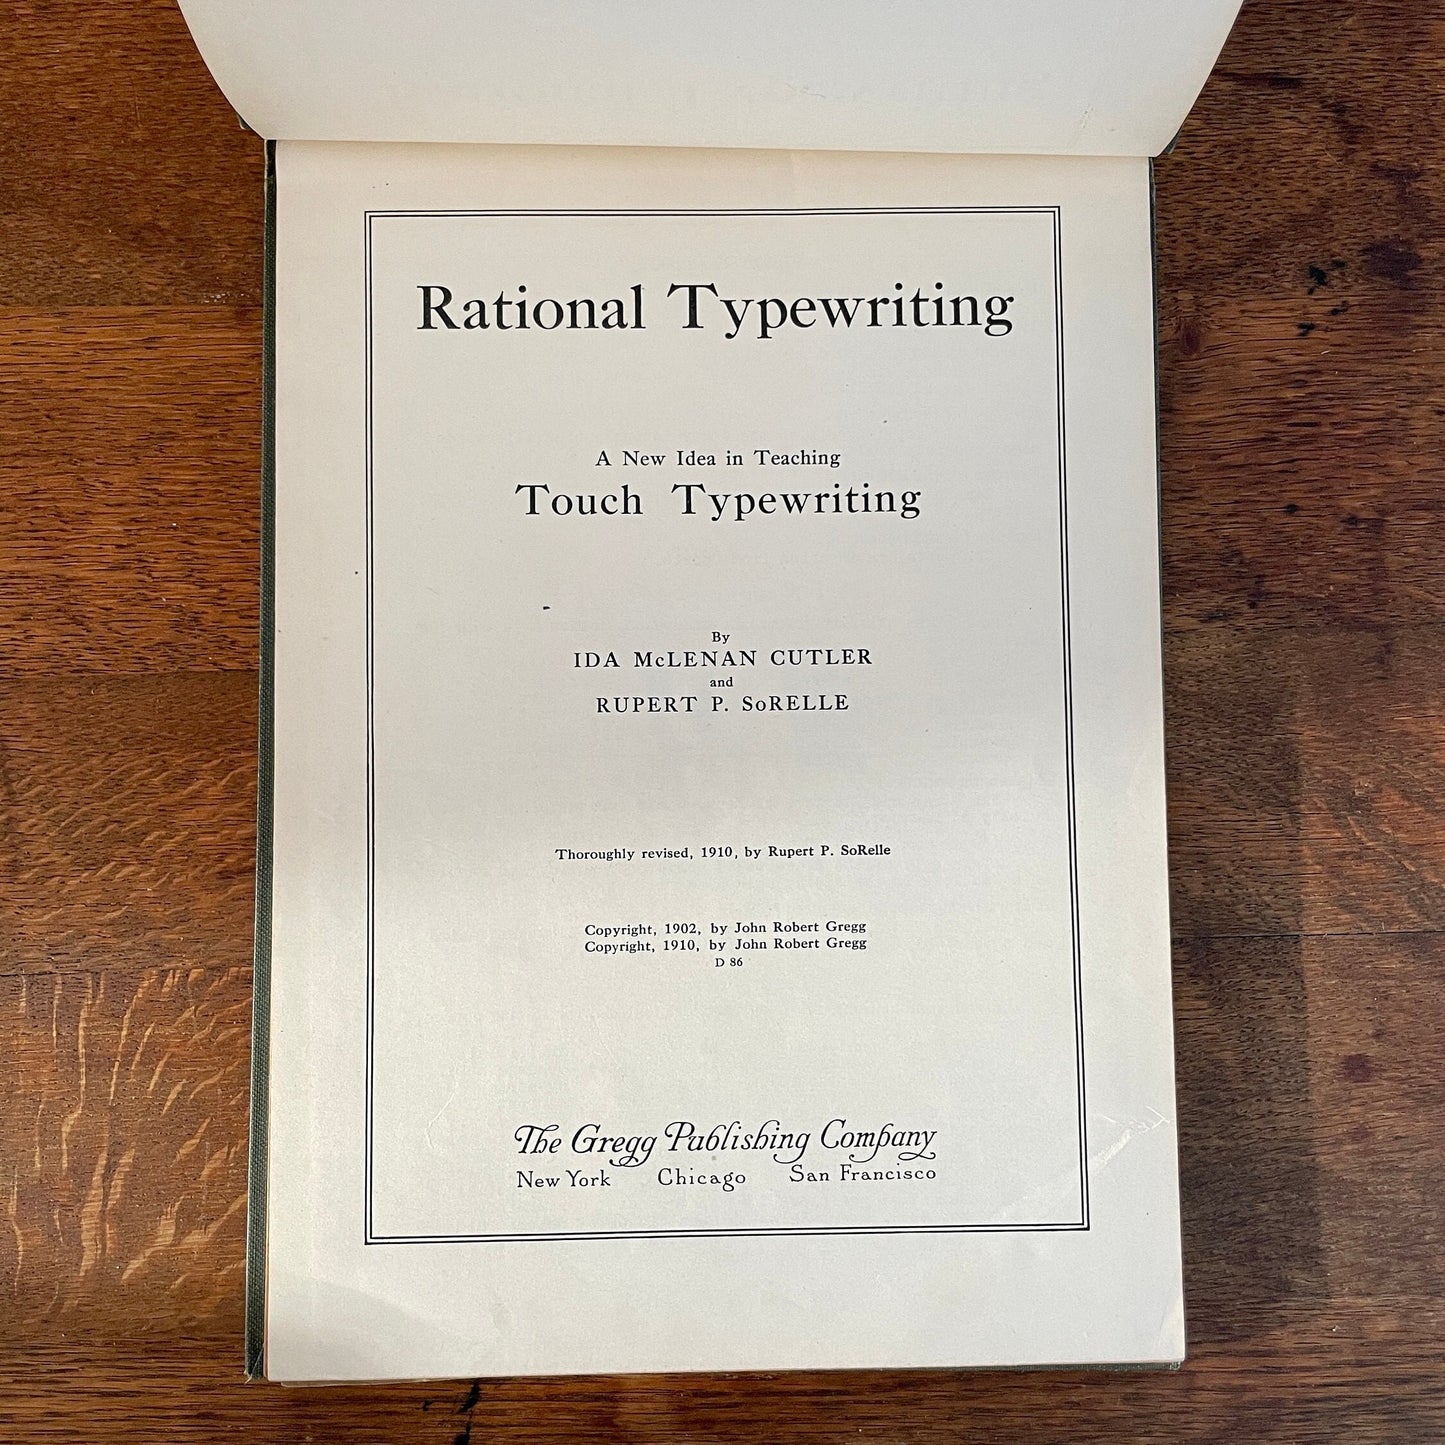 Rational Typewriting
A New Idea in Teaching
Touch Typewriting
By
IDA McLENAN CUTLER
and
RUPERT P. SoRELLE
Thoroughly revised, 1910, by Rupert P. SoRelle
Copyright, 1902, by John Robert Gregg
Copyright, 1910, by John Robert Gregg
D 86
The Gregg Publishing Company
New York Chicago San Francisco